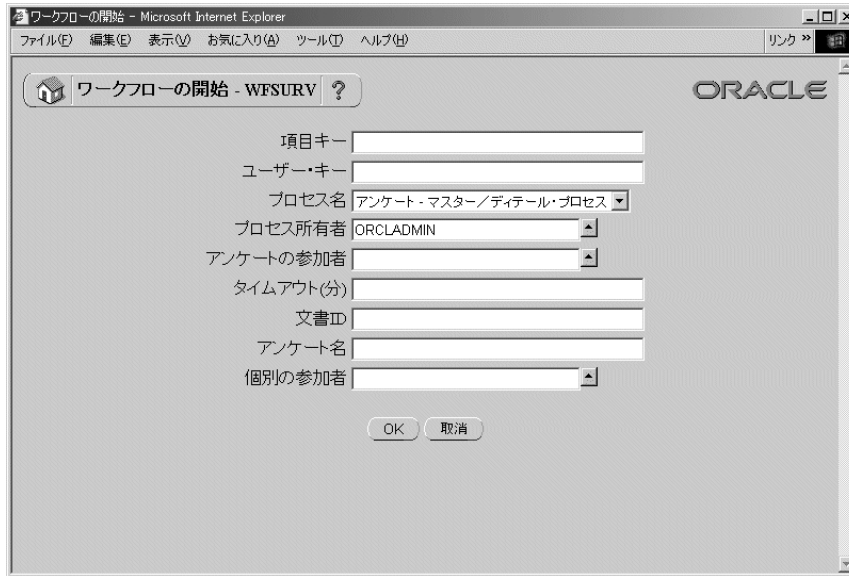 ワークフローの開始 - Microsoft Internet Explorer
ファイル(F) 編集(E) 表示(V) お気に入り(A) ツール(T) ヘルプ(H) リンク »
ワークフローの開始 - WFSURV ?
ORACLE
項目キー
ユーザー・キー
プロセス名 アンケート - マスター／ディテール・プロセス
プロセス所有者 ORCLADMIN
アンケートの参加者
タイムアウト(分)
文書ID
アンケート名
個別の参加者
OK 取消